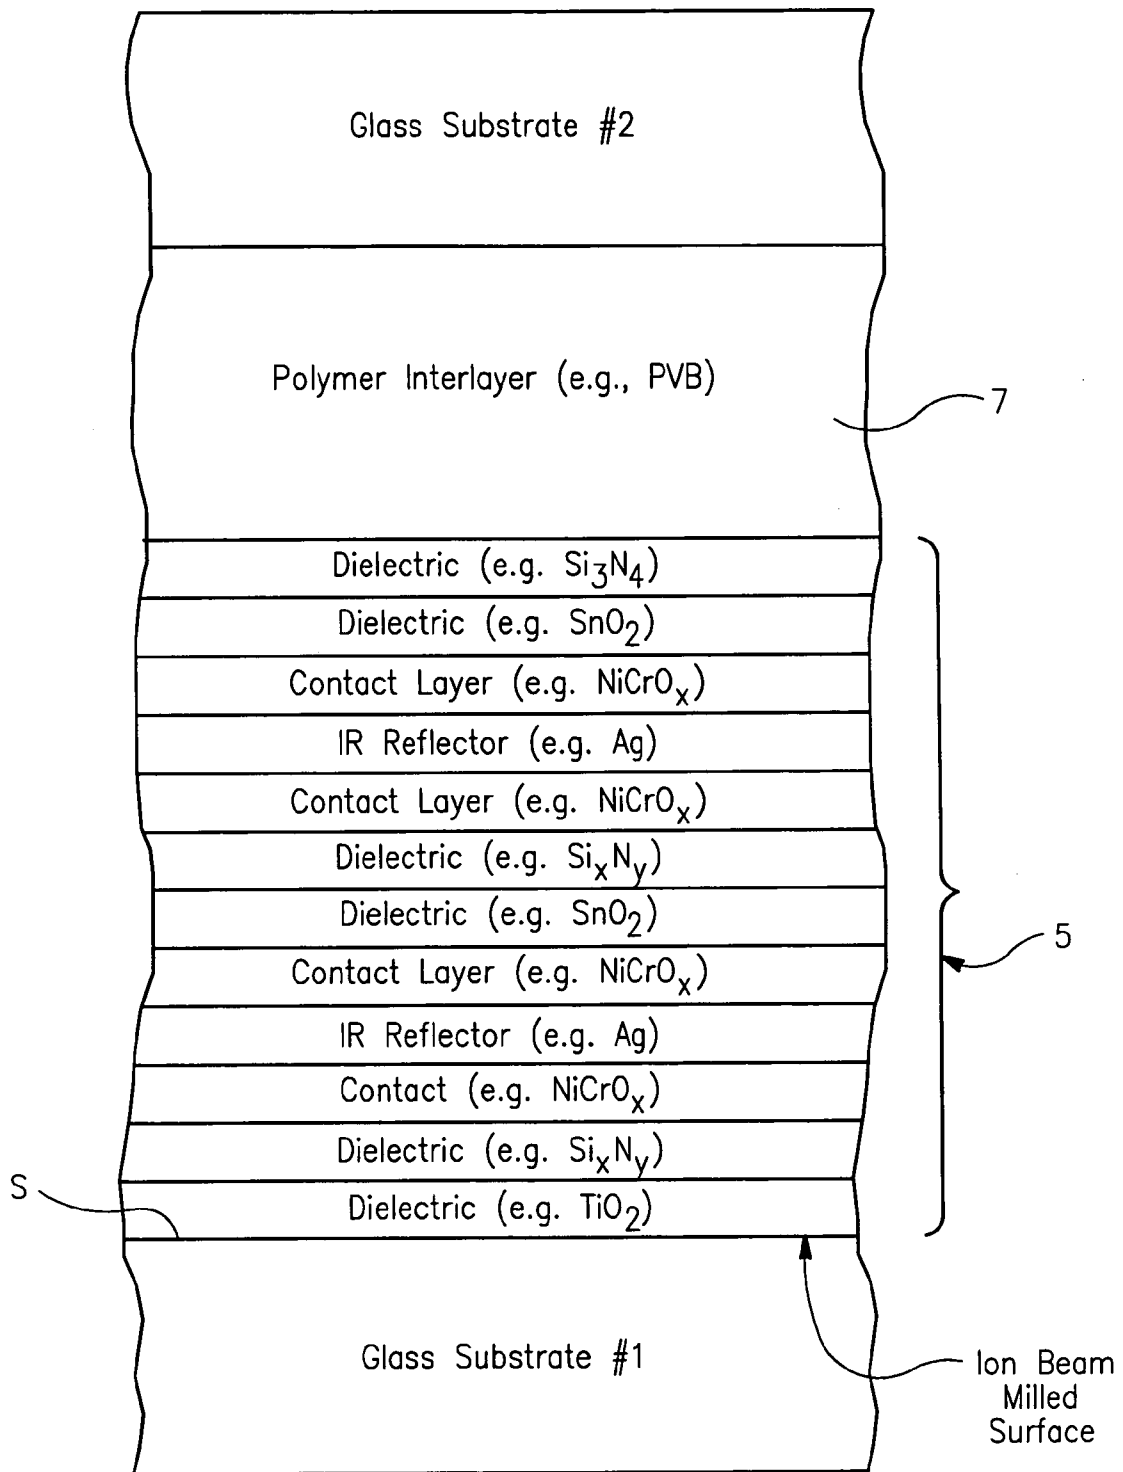 Glass Substrate #2
Polymer Interlayer (e.g., PVB)
7
Dielectric (e.g. Si₃N₄)
Dielectric (e.g. SnO₂)
Contact Layer (e.g. NiCrOₓ)
IR Reflector (e.g. Ag)
Contact Layer (e.g. NiCrOₓ)
Dielectric (e.g. SiₓNy)
Dielectric (e.g. SnO₂)
5
Contact Layer (e.g. NiCrOₓ)
IR Reflector (e.g. Ag)
Contact (e.g. NiCrOₓ)
Dielectric (e.g. SiₓNy)
S
Dielectric (e.g. TiO₂)
Glass Substrate #1
Ion Beam
Milled
Surface